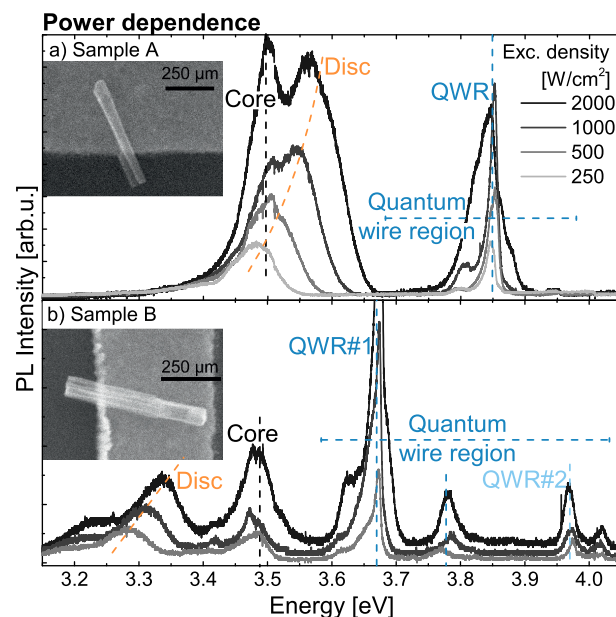 Power dependence
a) Sample A
250 µm
Core
Disc
QWR
Exc. density
[W/cm²]
2000
1000
500
250
Quantum
wire region
PL Intensity [arb.u.]
b) Sample B
250 µm
Disc
Core
QWR#1
Quantum
wire region
QWR#2
3.2 3.3 3.4 3.5 3.6 3.7 3.8 3.9 4.0
Energy [eV]